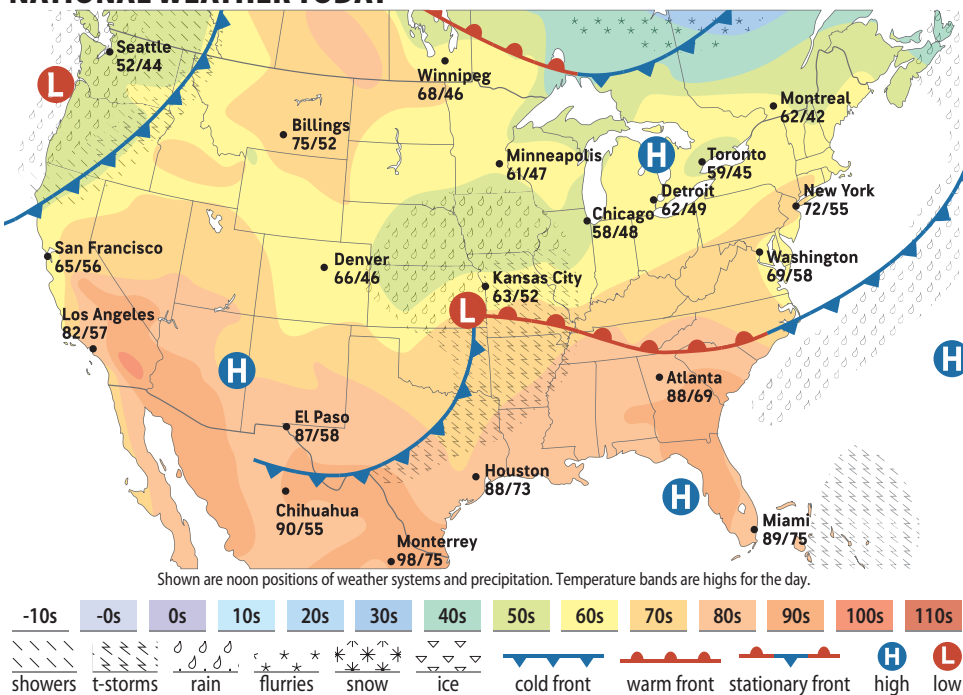 NATIONAL WEATHER TODAY
Seattle
52/44
L
Winnipeg
68/46
Billings
75/52
Montreal
62/42
Minneapolis
61/47
H
Toronto
59/45
Detroit
62/49
New York
72/55
Chicago
58/48
San Francisco
65/56
Denver
66/46
Washington
69/58
Kansas City
63/52
L
Los Angeles
82/57
H
H
Atlanta
88/69
El Paso
87/58
Houston
88/73
H
Chihuahua
90/55
Miami
89/75
Monterrey
98/75
Shown are noon positions of weather systems and precipitation. Temperature bands are highs for the day.
-10s -0s 0s 10s 20s 30s 40s 50s 60s 70s 80s 90s 100s 110s
H L
showers t-storms rain flurries snow ice cold front warm front stationary front high low